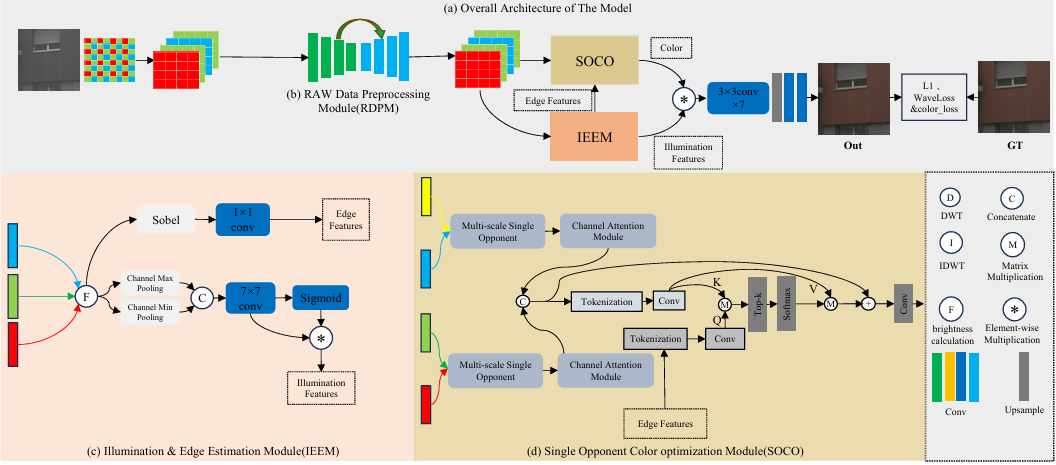 (a) Overall Architecture of The Model
(b) RAW Data Preprocessing
Module(RDPM)
SOCO
Edge Features
IEEM
Color
*
Illumination
Features
3×3conv
×7
Out
L1 、
WaveLoss
&color_loss
GT
Sobel
1×1
conv
Edge
Features
F
Channel Max
Pooling
Channel Min
Pooling
C
7×7
conv
Sigmoid
*
Illumination
Features
(c) Illumination & Edge Estimation Module(IEEM)
Multi-scale Single
Opponent
Channel Attention
Module
C
Tokenization
Conv
K
Q
M
Top-k
Softmax
V
M
+
Conv
Tokenization
Conv
Multi-scale Single
Opponent
Channel Attention
Module
Edge Features
(d) Single Opponent Color optimization Module(SOCO)
D
DWT
C
Concatenate
I
IDWT
M
Matrix
Multiplication
F
brightness
calculation
*
Element-wise
Multiplication
Conv
Upsample